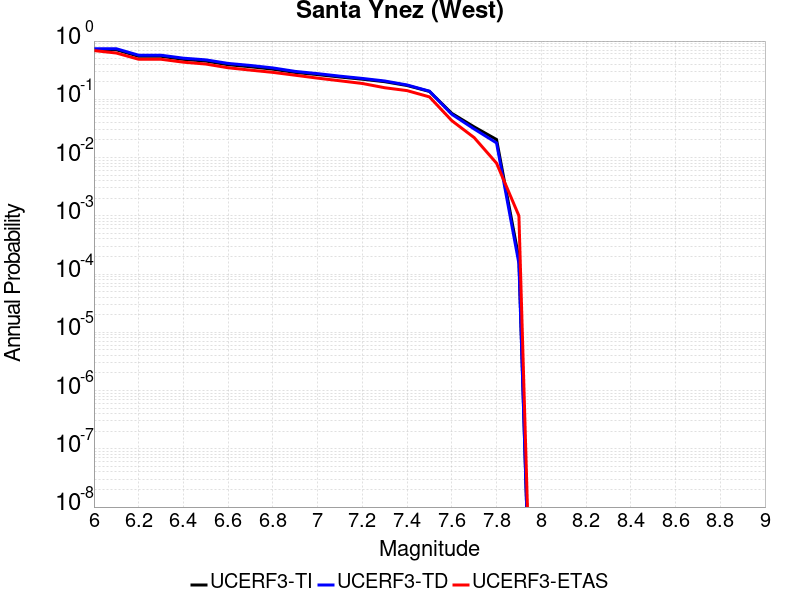 Santa Ynez (West)
10^0
10^-1
10^-2
10^-3
10^-4
10^-5
10^-6
10^-7
10^-8
Annual Probability
6 6.2 6.4 6.6 6.8 7 7.2 7.4 7.6 7.8 8 8.2 8.4 8.6 8.8 9
Magnitude
UCERF3-TI UCERF3-TD UCERF3-ETAS